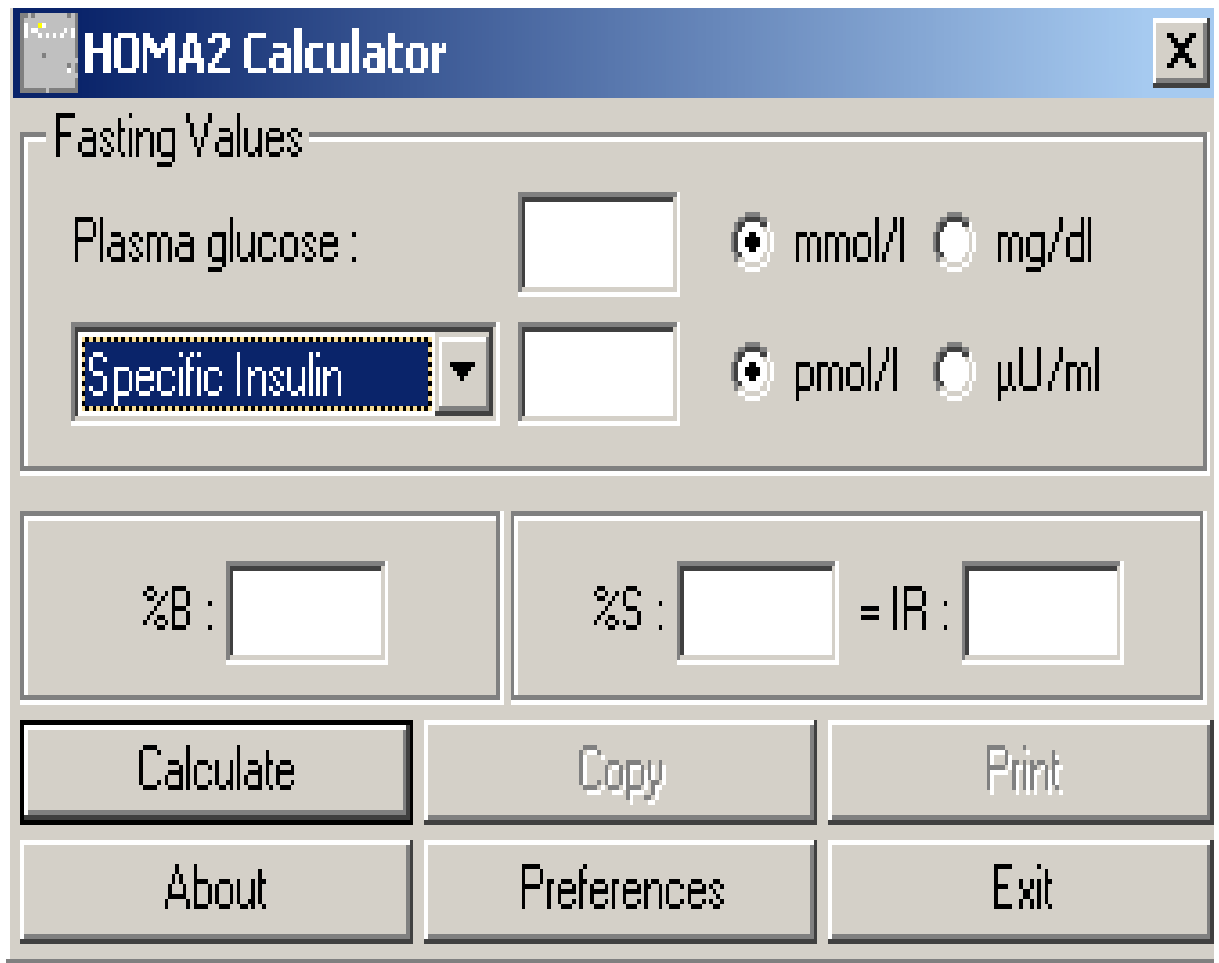 HOMA2 Calculator
Fasting Values
Plasma glucose : mmol/l mg/dl
Specific Insulin pmol/l µU/ml
%B : %S : = IR :
Calculate Copy Print
About Preferences Exit